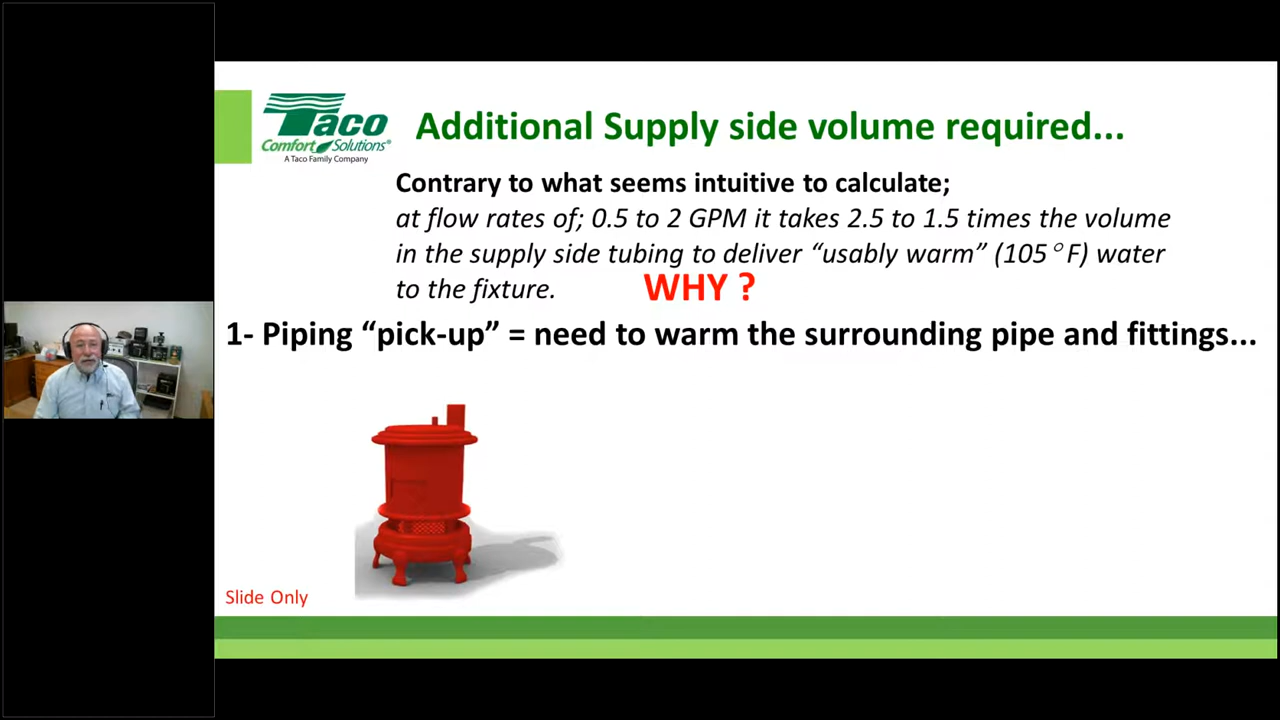 Taco
Comfort Solutions®
A Taco Family Company
Additional Supply side volume required...
Contrary to what seems intuitive to calculate;
at flow rates of; 0.5 to 2 GPM it takes 2.5 to 1.5 times the volume
in the supply side tubing to deliver “usably warm” (105°F) water
to the fixture.
WHY ?
1- Piping “pick-up” = need to warm the surrounding pipe and fittings...
Slide Only